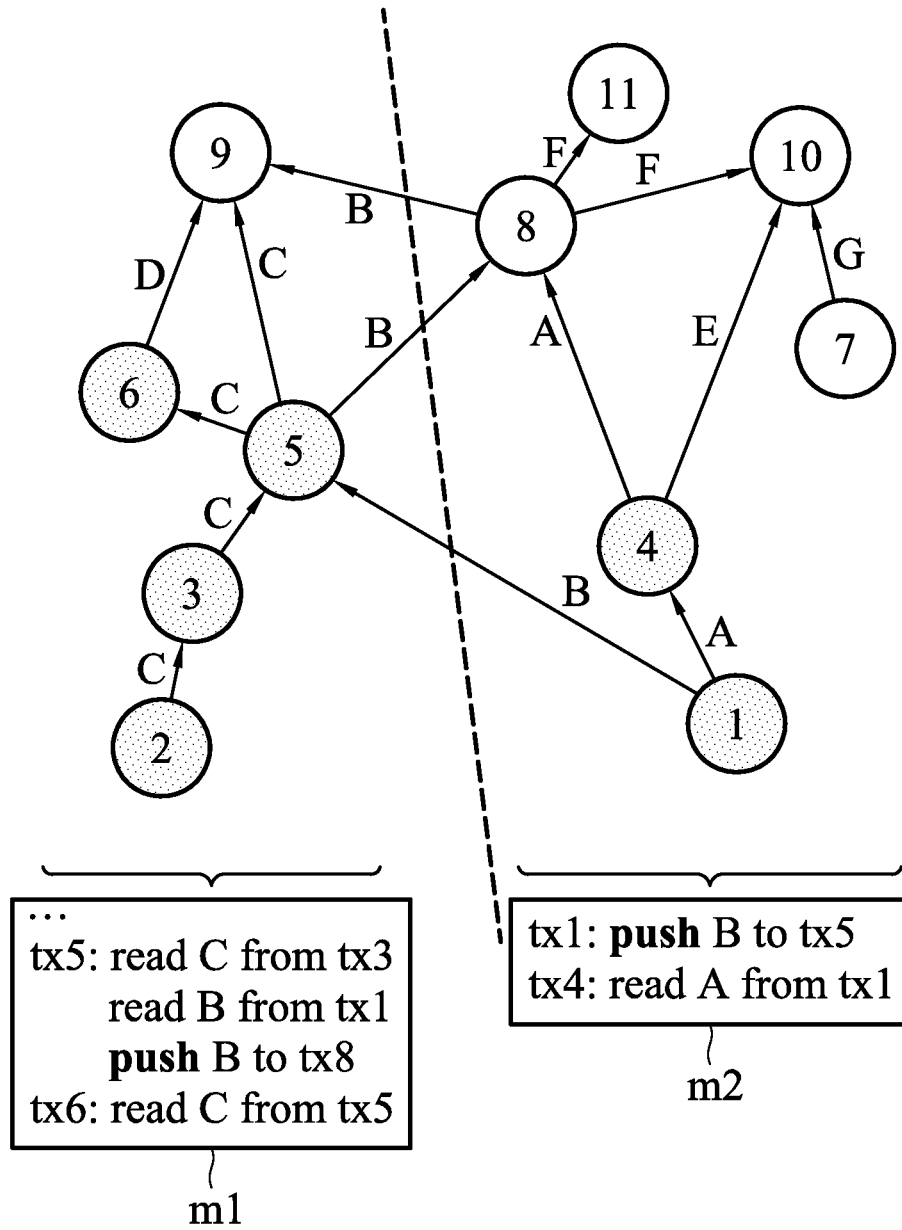 11
9
10
F
F
B
8
D
C
G
B
A
E
7
6
C
5
C
4
3
B
A
C
2
1
...
tx5: read C from tx3
read B from tx1
push B to tx8
tx6: read C from tx5
m1
tx1: push B to tx5
tx4: read A from tx1
m2